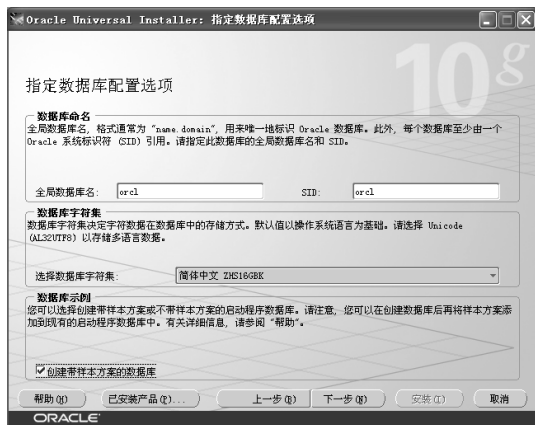 Oracle Universal Installer: 指定数据库配置选项
10g
指定数据库配置选项
数据库命名
全局数据库名, 格式通常为 "name.domain", 用来唯一地标识 Oracle 数据库。此外, 每个数据库至少由一个
Oracle 系统标识符 (SID) 引用。请指定此数据库的全局数据库名和 SID。
全局数据库名: orcl SID: orcl
数据库字符集
数据库字符集决定字符数据在数据库中的存储方式。默认值以操作系统语言为基础。请选择 Unicode
(AL32UTF8) 以存储多语言数据。
选择数据库字符集: 简体中文 ZHS16GBK
数据库示例
您可以选择创建带样本方案或不带样本方案的启动程序数据库。请注意, 您可以在创建数据库后再将样本方案添
加到现有的启动程序数据库中。有关详细信息, 请参阅 "帮助"。
创建带样本方案的数据库
帮助(H) 已安装产品(P)... 上一步(B) 下一步(N) 安装(I) 取消
ORACLE